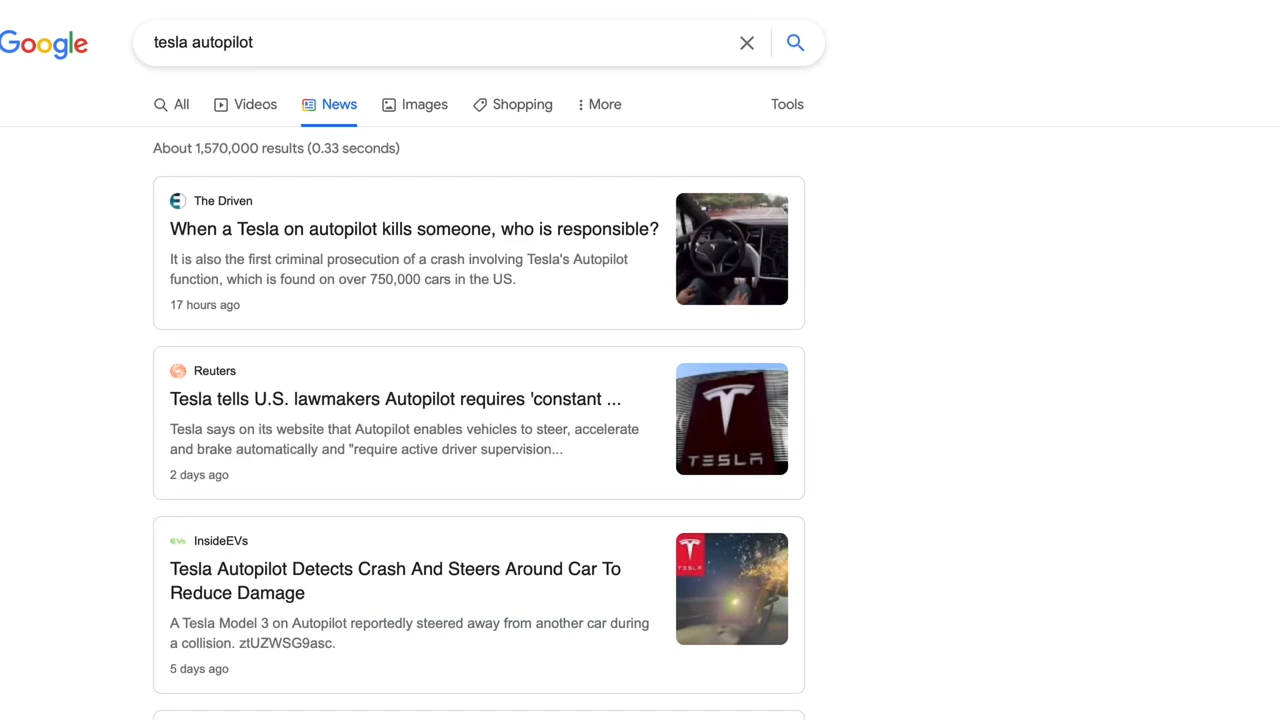 Google
tesla autopilot
All Videos News Images Shopping More Tools
About 1,570,000 results (0.33 seconds)
The Driven
When a Tesla on autopilot kills someone, who is responsible?
It is also the first criminal prosecution of a crash involving Tesla's Autopilot
function, which is found on over 750,000 cars in the US.
17 hours ago
Reuters
Tesla tells U.S. lawmakers Autopilot requires 'constant ...
Tesla says on its website that Autopilot enables vehicles to steer, accelerate
and brake automatically and "require active driver supervision...
2 days ago
TESLA
EVs InsideEVs
Tesla Autopilot Detects Crash And Steers Around Car To
Reduce Damage
A Tesla Model 3 on Autopilot reportedly steered away from another car during
a collision. ztUZWSG9asc.
5 days ago
TESLA